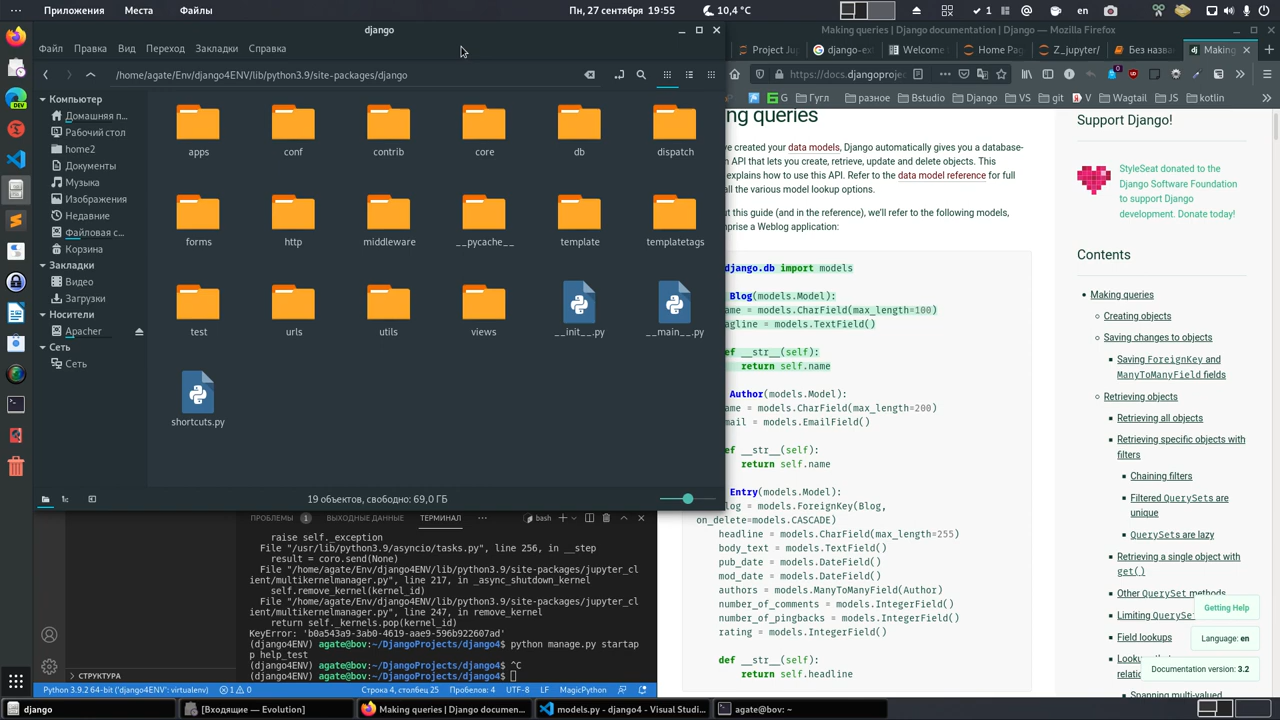 Приложения Места Файлы Пн, 27 сентября 19:55 10,4 °C 1
django
Файл Правка Вид Переход Закладки Справка
/home/agate/Env/django4ENV/lib/python3.9/site-packages/django
Компьютер
Домашняя п...
Рабочий стол
home2
Документы
Музыка
Изображения
Недавние
Файловая с...
Корзина
Закладки
Видео
Загрузки
Носители
Apacher
Сеть
Сеть
apps conf contrib core db dispatch
forms http middleware __pycache__ template templatetags
test urls utils views __init__.py __main__.py
shortcuts.py
19 объектов, свободно: 69,0 ГБ
Making queries | Django documentation | Django — Mozilla Firefox
Project Jup django-ex Welcome Home Pag Z_jupyter/ Без назва Making
https://docs.djangoproje
G Гугл разное Bstudio Django VS git Wagtail JS kotlin
ng queries
ve created your data models, Django automatically gives you a database-
API that lets you create, retrieve, update and delete objects. This
explains how to use this API. Refer to the data model reference for full
all the various model lookup options.
ut this guide (and in the reference), we'll refer to the following models,
mprise a Weblog application:
django.db import models
Blog(models.Model):
ame = models.CharField(max_length=100)
agline = models.TextField()
ef __str__(self):
return self.name
Author(models.Model):
ame = models.CharField(max_length=200)
mail = models.EmailField()
ef __str__(self):
return self.name
Entry(models.Model):
log = models.ForeignKey(Blog,
on_delete=models.CASCADE)
headline = models.CharField(max_length=255)
body_text = models.TextField()
pub_date = models.DateField()
mod_date = models.DateField()
authors = models.ManyToManyField(Author)
number_of_comments = models.IntegerField()
number_of_pingbacks = models.IntegerField()
rating = models.IntegerField()
def __str__(self):
return self.headline
Support Django!
StyleSeat donated to the
Django Software Foundation
to support Django
development. Donate today!
Contents
Making queries
Creating objects
Saving changes to objects
Saving ForeignKey and
ManyToManyField fields
Retrieving objects
Retrieving all objects
Retrieving specific objects with
filters
Chaining filters
Filtered QuerySets are
unique
QuerySets are lazy
Retrieving a single object with
get()
Other QuerySet methods
Limiting QuerySet
Field lookups
Spanning multi-valued
Getting Help
Language: en
Documentation version: 3.2
ПРОБЛЕМЫ 1 ВЫХОДНЫЕ ДАННЫЕ ТЕРМИНАЛ ... bash
raise self._exception
File "/usr/lib/python3.9/asyncio/tasks.py", line 256, in __step
result = coro.send(None)
File "/home/agate/Env/django4ENV/lib/python3.9/site-packages/jupyter_cl
ient/multikernelmanager.py", line 217, in _async_shutdown_kernel
self.remove_kernel(kernel_id)
File "/home/agate/Env/django4ENV/lib/python3.9/site-packages/jupyter_cl
ient/multikernelmanager.py", line 247, in remove_kernel
return self._kernels.pop(kernel_id)
KeyError: 'b0a543a9-3ab0-4619-aae9-596b922607ad'
(django4ENV) agate@bov:~/DjangoProjects/django4$ python manage.py startap
p help_test
(django4ENV) agate@bov:~/DjangoProjects/django4$ ^C
(django4ENV) agate@bov:~/DjangoProjects/django4$
СТРУКТУРА
Python 3.9.2 64-bit ('django4ENV': virtualenv) 1 0 Строка 4, столбец 25 Пробелов: 4 UTF-8 LF MagicPython
django [Входящие — Evolution] Making queries | Django documen... models.py - django4 - Visual Studi... agate@bov: ~